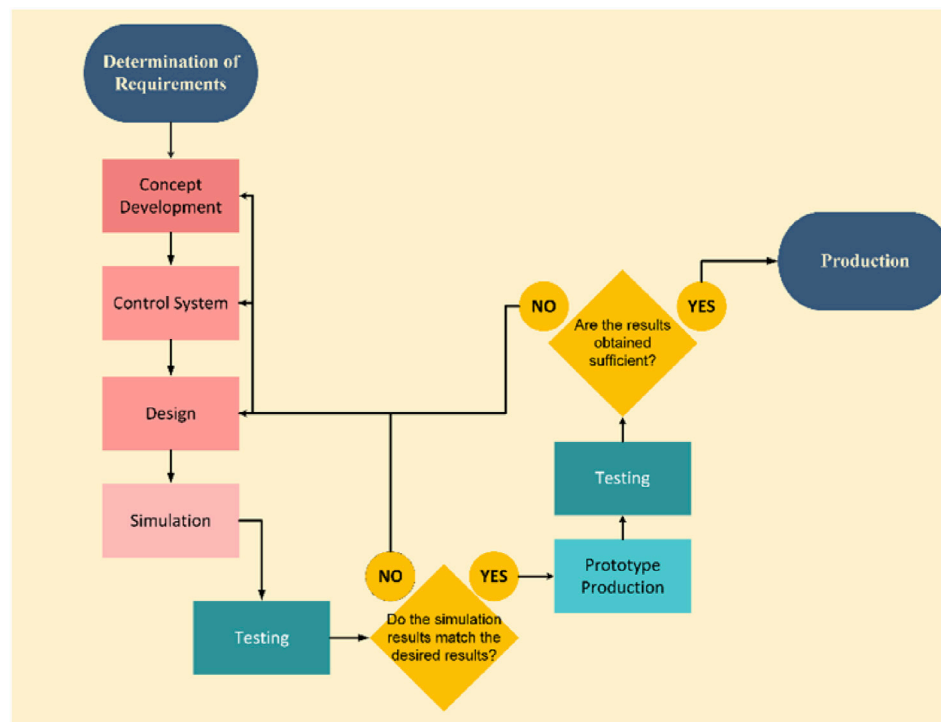 Determination of
Requirements
Concept
Development
Control System
Design
Simulation
Testing
Do the simulation
results match the
desired results?
NO
YES
Prototype
Production
Testing
Are the results
obtained
sufficient?
NO
YES
Production